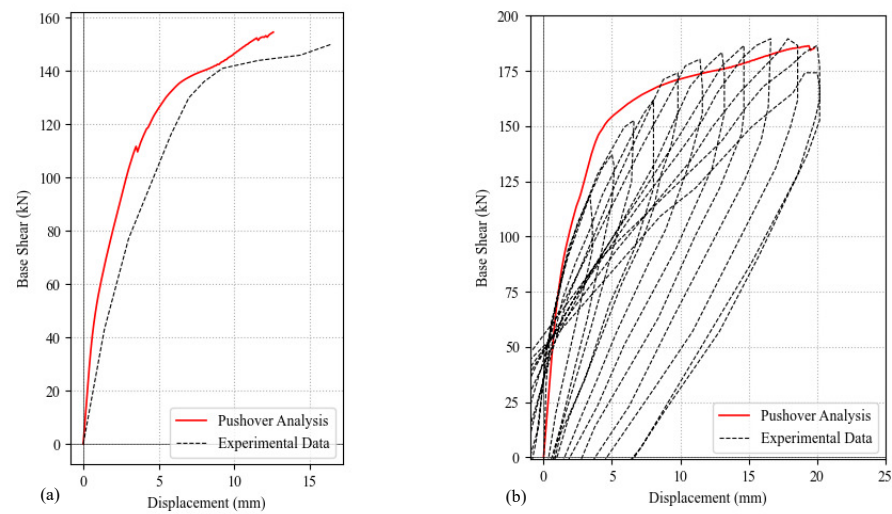 160
140
120
100
80
60
40
20
0
Base Shear (kN)
0
5
10
15
Displacement (mm)
Pushover Analysis
Experimental Data
(a)
200
175
150
125
100
75
50
25
0
Base Shear (kN)
0
5
10
15
20
25
Displacement (mm)
Pushover Analysis
Experimental Data
(b)